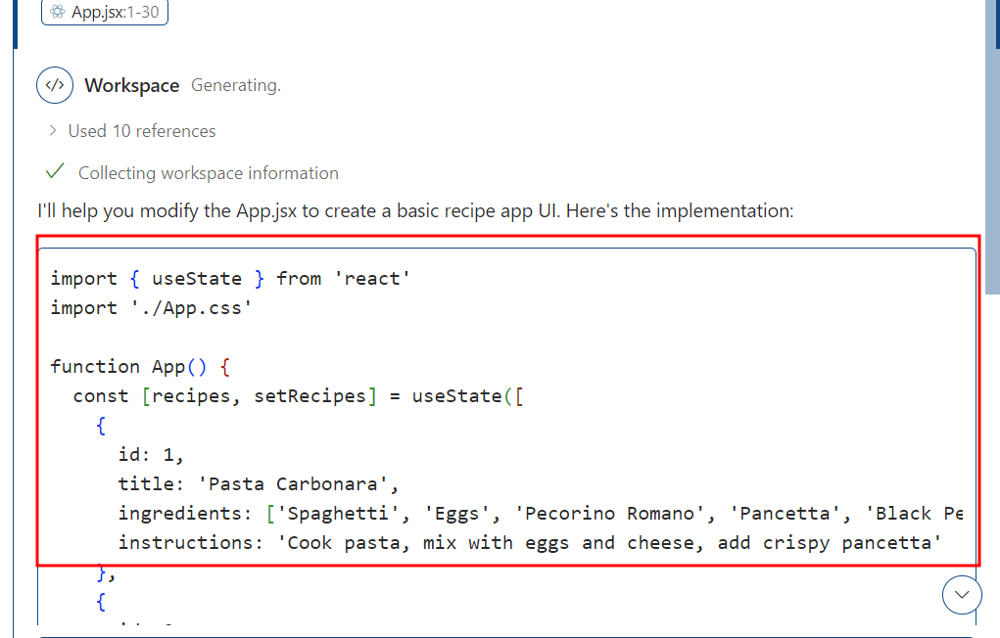 App.jsx:1-30
</> Workspace Generating.
Used 10 references
Collecting workspace information
I'll help you modify the App.jsx to create a basic recipe app UI. Here's the implementation:
import { useState } from 'react'
import './App.css'
function App() {
const [recipes, setRecipes] = useState([
{
id: 1,
title: 'Pasta Carbonara',
ingredients: ['Spaghetti', 'Eggs', 'Pecorino Romano', 'Pancetta', 'Black Pe
instructions: 'Cook pasta, mix with eggs and cheese, add crispy pancetta'
},
{